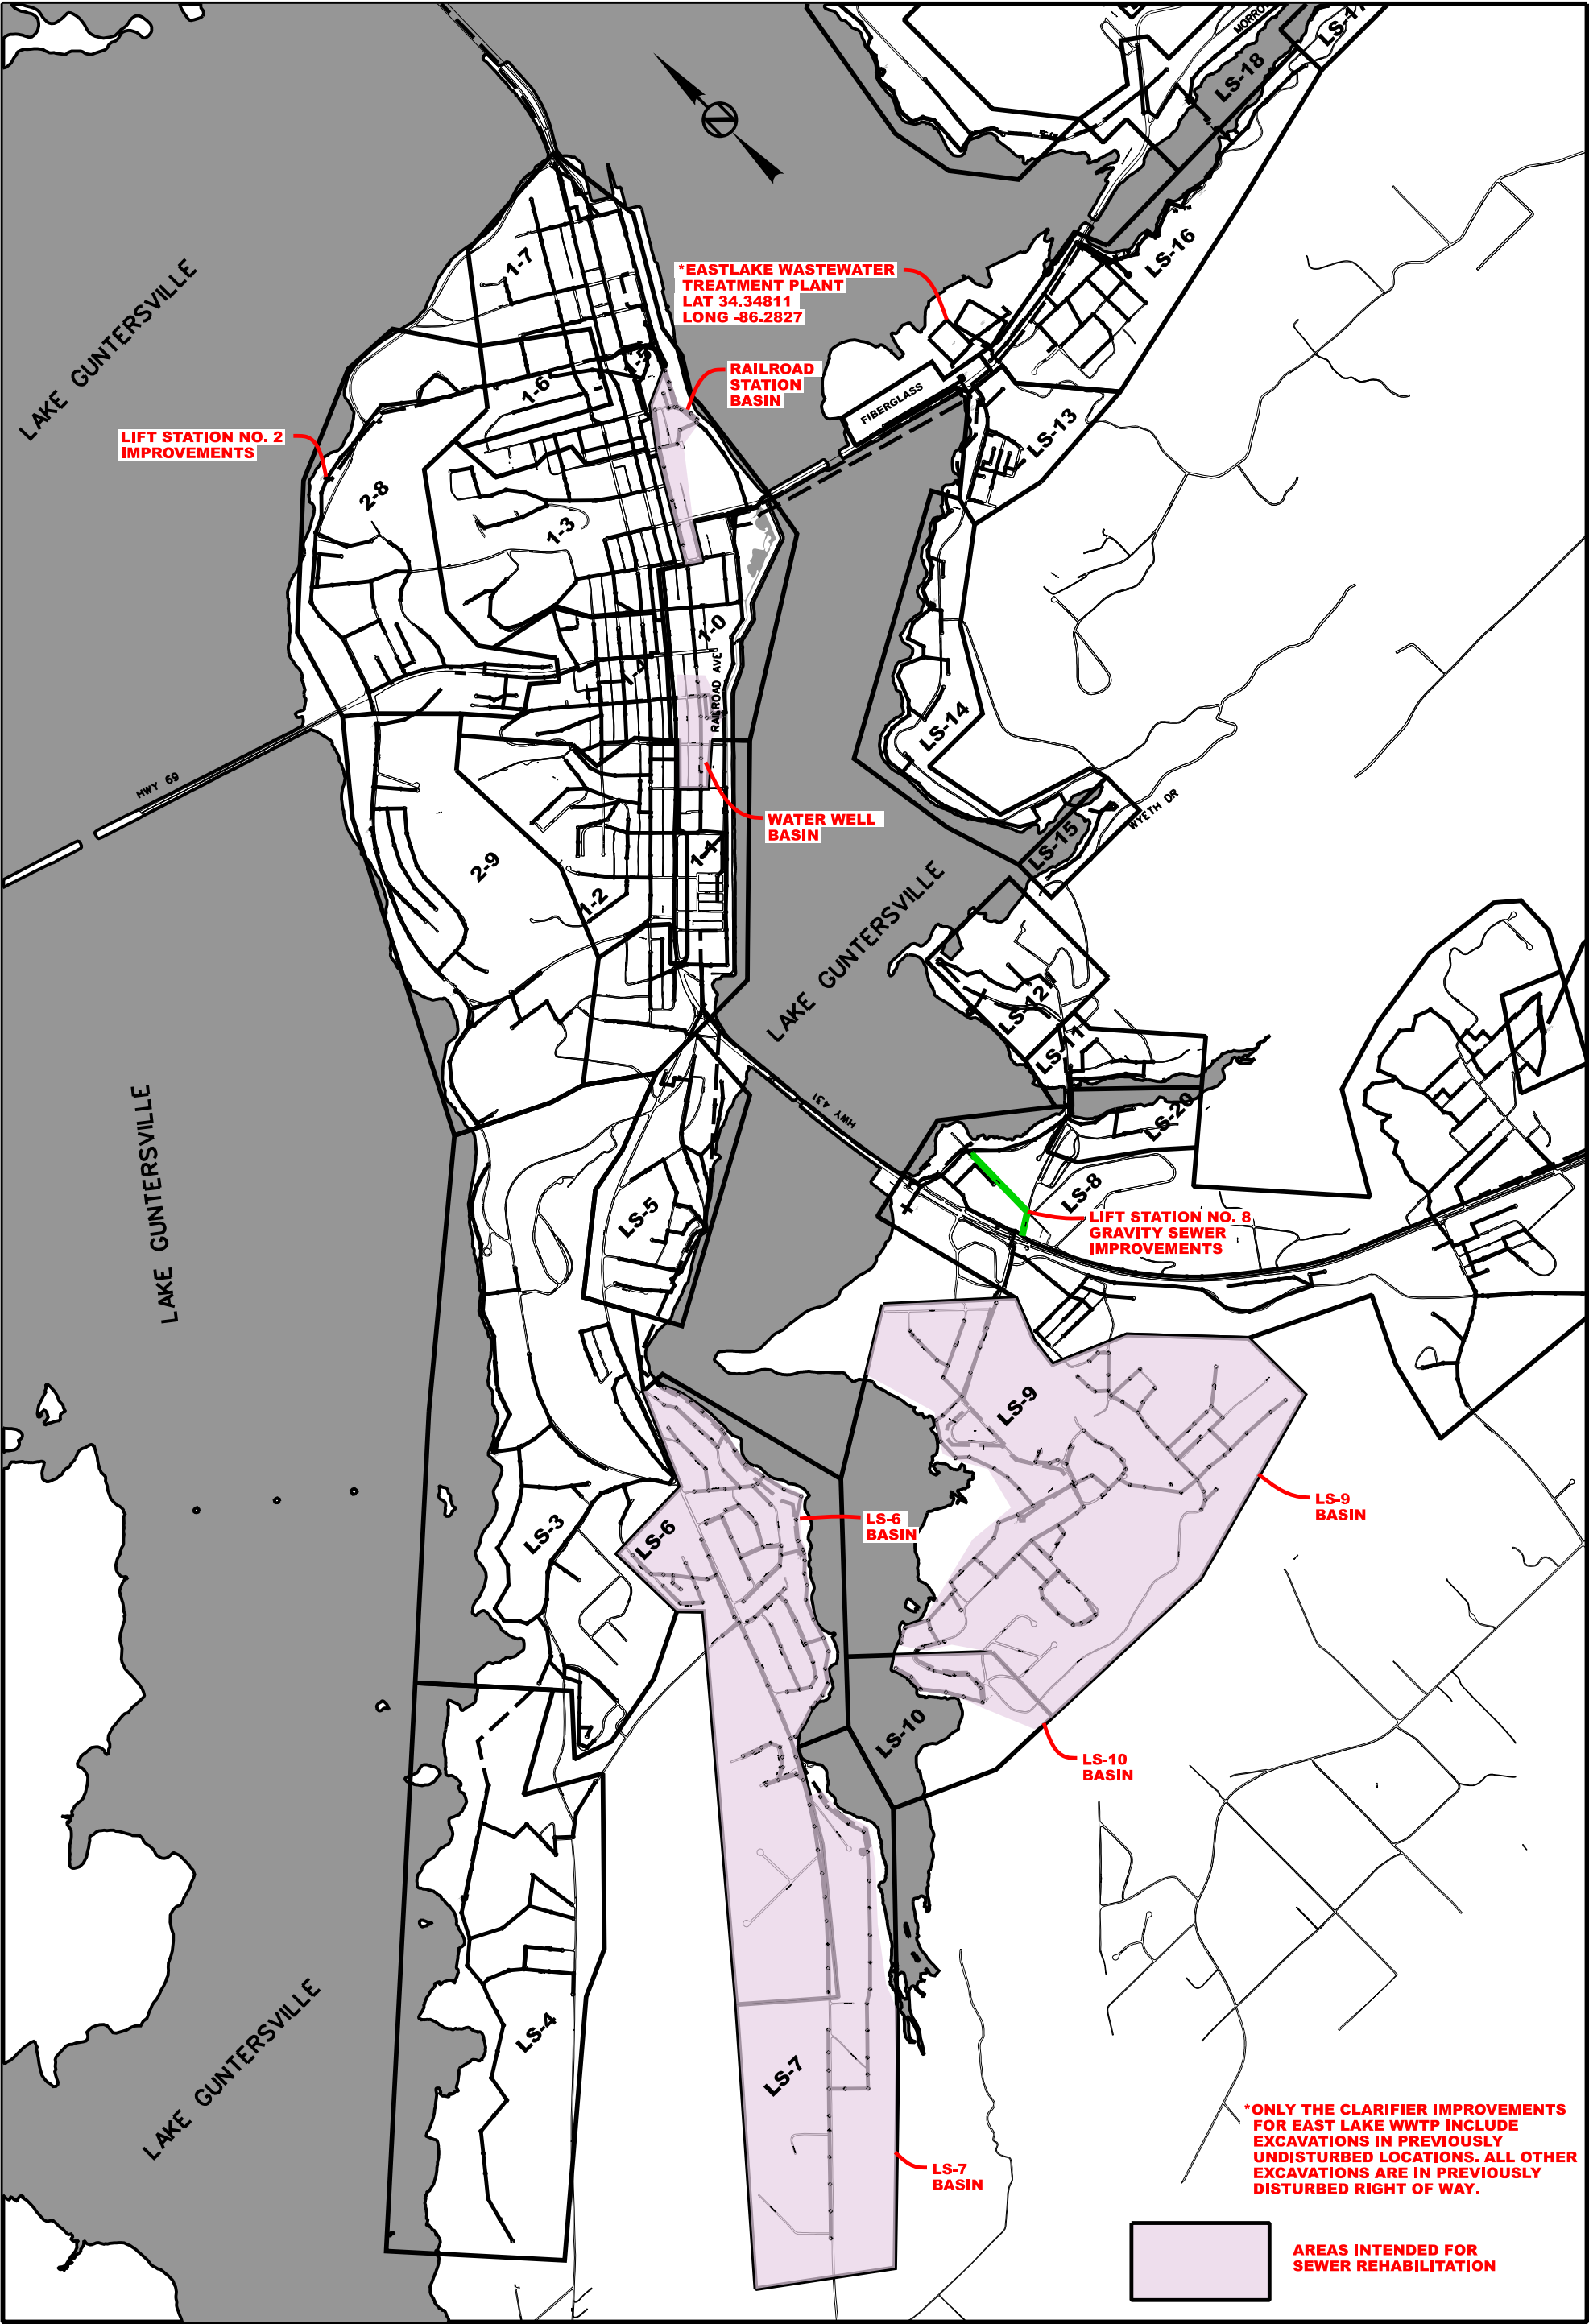 MORRO
LS-17
LS-18
N
LS-16
1-7
LAKE GUNTERSVILLE
*EASTLAKE WASTEWATER
TREATMENT PLANT
LAT 34.34811
LONG -86.2827
1-5
RAILROAD
STATION
BASIN
1-6
FIBERGLASS
LS-13
LIFT STATION NO. 2
IMPROVEMENTS
2-8
1-3
1-0
1-4
RAILROAD AVE
LS-14
HWY 69
WATER WELL
BASIN
WYETH DR
LS-15
1-1
2-9
1-2
LAKE GUNTERSVILLE
LS-12
LS-11
HWY 431
LS-20
LAKE GUNTERSVILLE
LS-5
LS-8
LIFT STATION NO. 8
GRAVITY SEWER
IMPROVEMENTS
LS-9
LS-9
BASIN
LS-3
LS-6
LS-6
BASIN
LS-10
LS-10
BASIN
LS-4
LAKE GUNTERSVILLE
LS-7
LS-7
BASIN
*ONLY THE CLARIFIER IMPROVEMENTS
FOR EAST LAKE WWTP INCLUDE
EXCAVATIONS IN PREVIOUSLY
UNDISTURBED LOCATIONS. ALL OTHER
EXCAVATIONS ARE IN PREVIOUSLY
DISTURBED RIGHT OF WAY.
AREAS INTENDED FOR
SEWER REHABILITATION